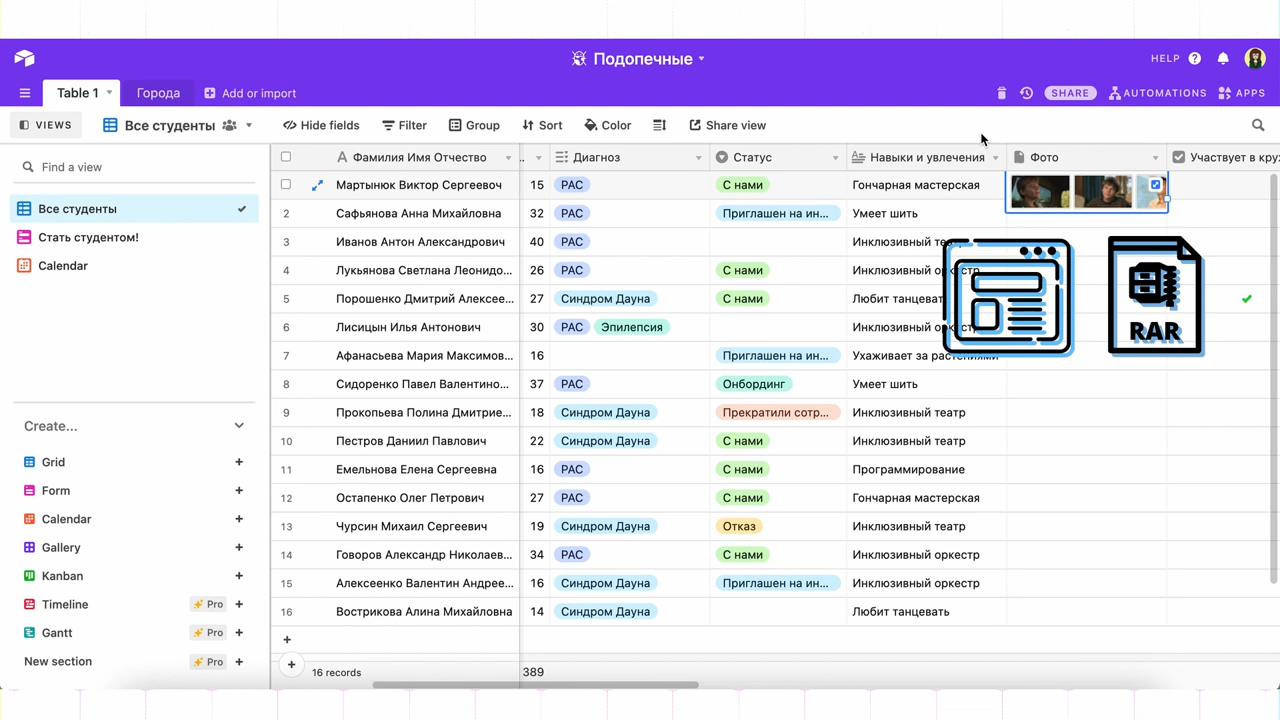 Подопечные
HELP
Table 1
Города
Add or import
SHARE
AUTOMATIONS
APPS
VIEWS
Все студенты
Hide fields
Filter
Group
Sort
Color
Share view
Find a view
Все студенты
Стать студентом!
Calendar
Create...
Grid
Form
Calendar
Gallery
Kanban
Timeline Pro
Gantt Pro
New section Pro
Фамилия Имя Отчество .. Диагноз Статус Навыки и увлечения Фото Участвует в кру
Мартынюк Виктор Сергеевоч 15 РАС С нами Гончарная мастерская
2 Сафьянова Анна Михайловна 32 РАС Приглашен на ин... Умеет шить
3 Иванов Антон Александрович 40 РАС Инклюзивный
4 Лукьянова Светлана Леонидо... 26 РАС С нами Инклюзивный оркестр
5 Порошенко Дмитрий Алексее... 27 Синдром Дауна С нами Любит танцеват
6 Лисицын Илья Антонович 30 РАС Эпилепсия Инклюзивный оркестр
7 Афанасьева Мария Максимов... 16 Приглашен на ин... Ухаживает за растениями
8 Сидоренко Павел Валентино... 37 РАС Онбординг Умеет шить
9 Прокопьева Полина Дмитрие... 18 Синдром Дауна Прекратили сотр... Инклюзивный театр
10 Пестров Даниил Павлович 22 Синдром Дауна С нами Инклюзивный театр
11 Емельнова Елена Сергеевна 16 РАС С нами Программирование
12 Остапенко Олег Петрович 27 РАС С нами Гончарная мастерская
13 Чурсин Михаил Сергеевич 19 Синдром Дауна Отказ Инклюзивный театр
14 Говоров Александр Николаев... 34 РАС С нами Инклюзивный оркестр
15 Алексеенко Валентин Андрее... 16 Синдром Дауна Приглашен на ин... Инклюзивный оркестр
16 Вострикова Алина Михайловна 14 Синдром Дауна Любит танцевать
16 records 389
RAR